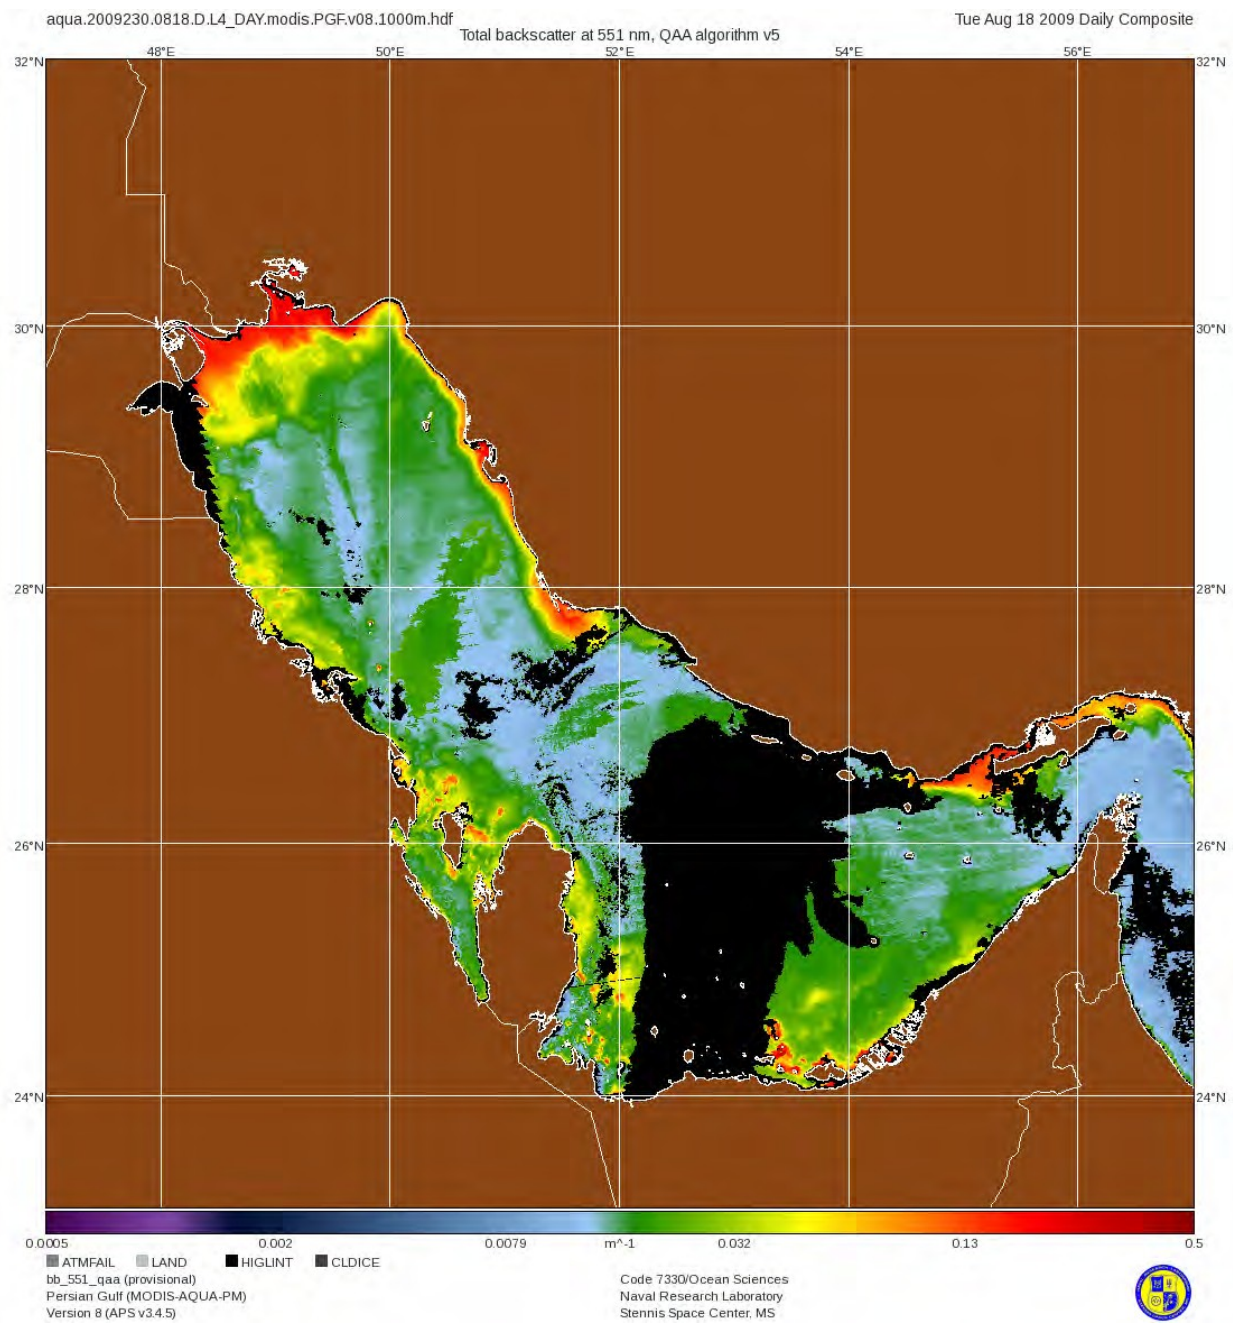 aqua.2009230.0818.D.L4_DAY.modis.PGF.v08.1000m.hdf
Tue Aug 18 2009 Daily Composite
Total backscatter at 551 nm, QAA algorithm v5
48°E 50°E 52°E 54°E 56°E
32°N 32°N
30°N 30°N
28°N 28°N
26°N 26°N
24°N 24°N
0.0005 0.002 0.0079 m^-1 0.032 0.13 0.5
ATMFAIL LAND HIGLINT CLDICE
bb_551_qaa (provisional)
Persian Gulf (MODIS-AQUA-PM)
Version 8 (APS v3.4.5)
Code 7330/Ocean Sciences
Naval Research Laboratory
Stennis Space Center, MS